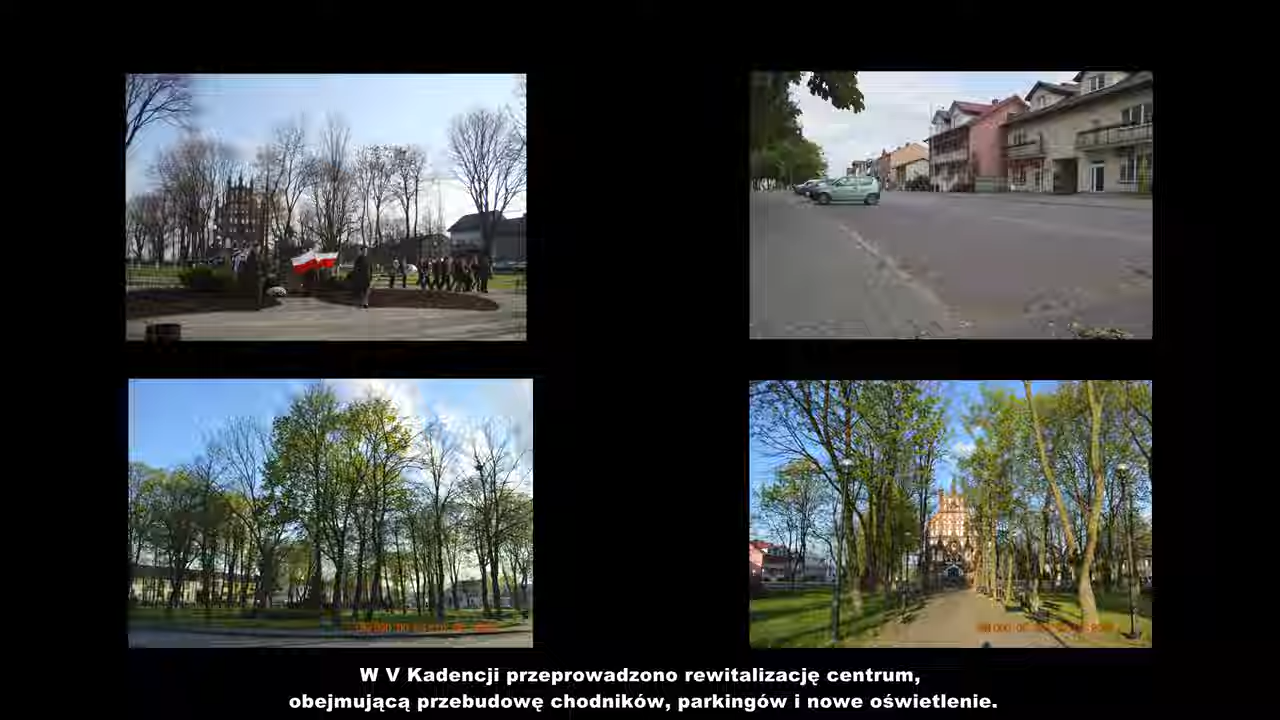 W V Kadencji przeprowadzono rewitalizację centrum,
obejmującą przebudowę chodników, parkingów i nowe oświetlenie.